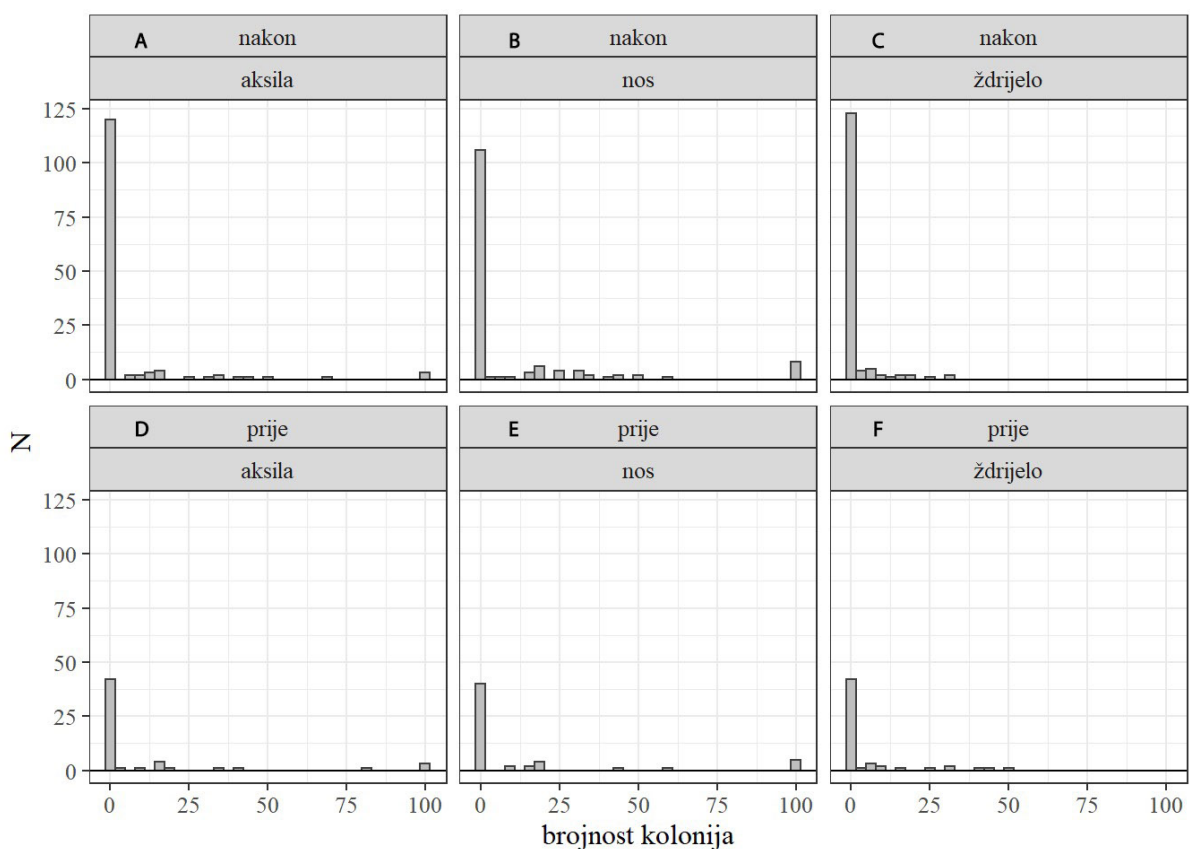 A nakon
B nakon
C nakon
aksila
nos
ždrijelo
125
100
75
50
25
0
N
D prije
E prije
F prije
aksila
nos
ždrijelo
125
100
75
50
25
0
0 25 50 75 100
0 25 50 75 100
0 25 50 75 100
brojnost kolonija